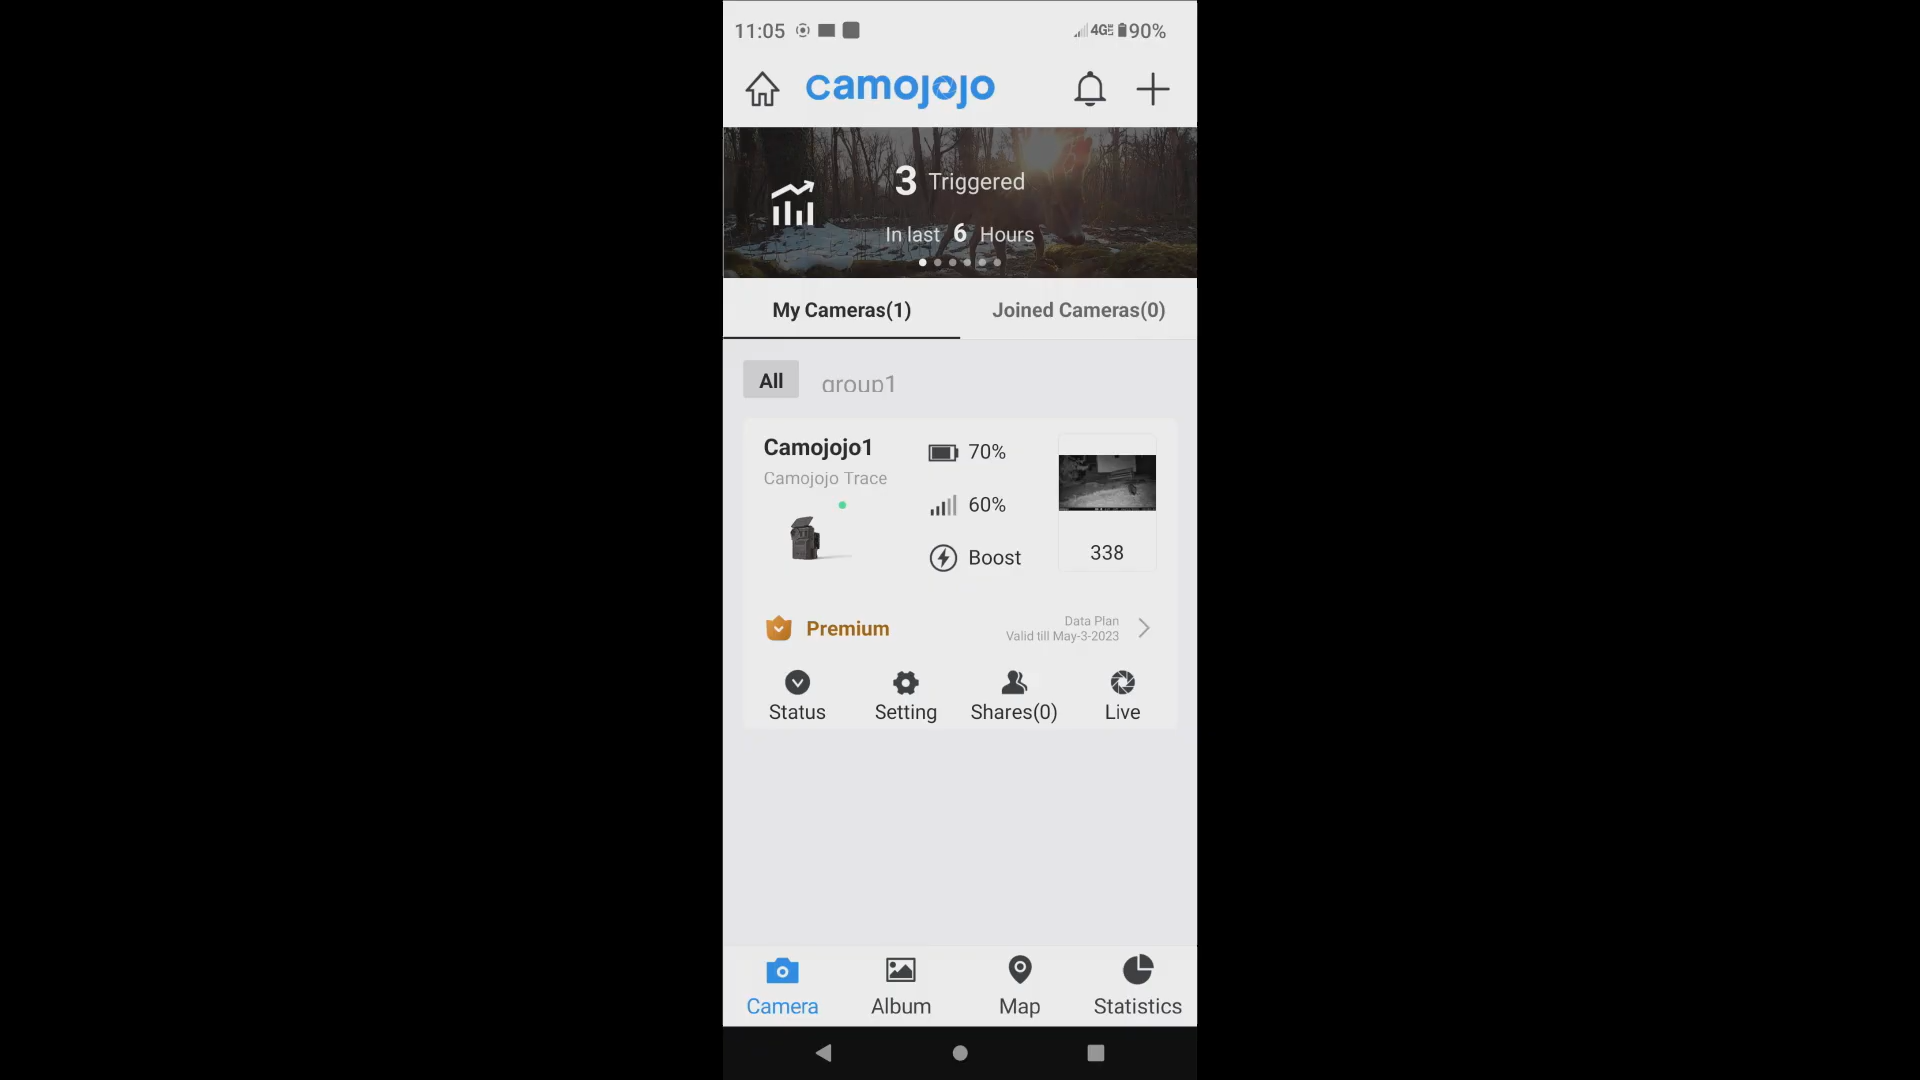 11:05
4G LTE 90%
camojojo
3 Triggered
In last 6 Hours
My Cameras(1)
Joined Cameras(0)
All
group1
Camojojo1
Camojojo Trace
70%
60%
Boost
338
Premium
Data Plan
Valid till May-3-2023
Status
Setting
Shares(0)
Live
Camera
Album
Map
Statistics